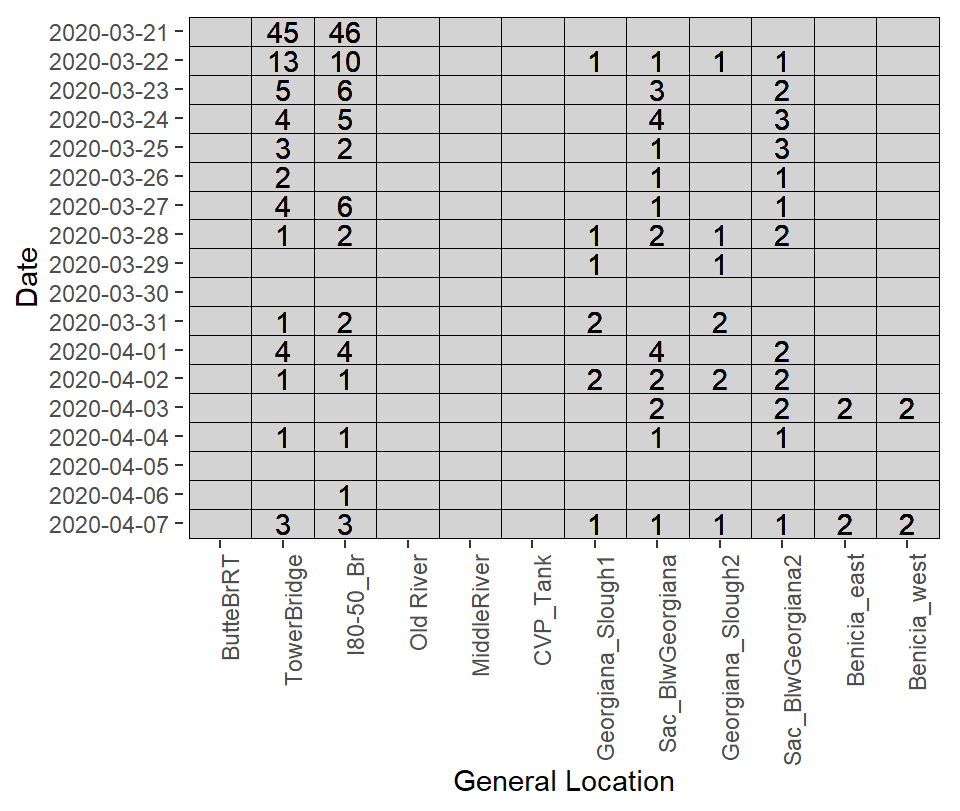 2020-03-21 45 46
2020-03-22 13 10 1 1 1 1
2020-03-23 5 6 3 2
2020-03-24 4 5 4 3
2020-03-25 3 2 1 3
2020-03-26 2 1 1
2020-03-27 4 6 1 1
2020-03-28 1 2 1 2 1 2
2020-03-29 1 1
2020-03-30
2020-03-31 1 2 2 2
2020-04-01 4 4 4 2
2020-04-02 1 1 2 2 2 2
2020-04-03 2 2 2 2
2020-04-04 1 1 1 1
2020-04-05
2020-04-06 1
2020-04-07 3 3 1 1 1 1 2 2
Date
ButteBrRT
TowerBridge
I80-50_Br
Old River
MiddleRiver
CVP_Tank
Georgiana_Slough1
Sac_BlwGeorgiana
Georgiana_Slough2
Sac_BlwGeorgiana2
Benicia_east
Benicia_west
General Location